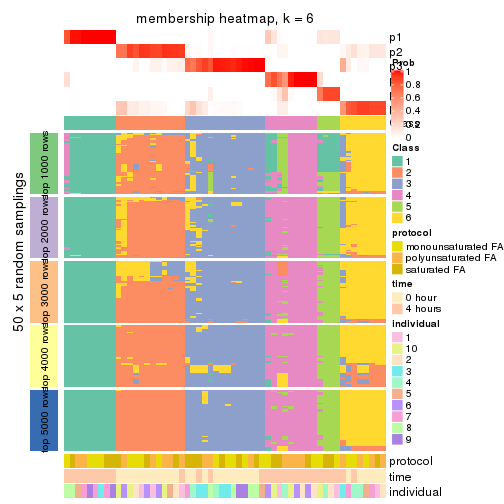 membership heatmap, k = 6
p1
p2
p3
Prob
1
0.8
0.6
0.4
0.2
0
Class
1
2
3
4
5
6
protocol
monounsaturated FA
polyunsaturated FA
saturated FA
time
0 hour
4 hours
individual
1
10
2
3
4
5
6
7
8
9
50 x 5 random samplings
top 1000 rows
top 2000 rows
top 3000 rows
top 4000 rows
top 5000 rows
protocol
time
individual